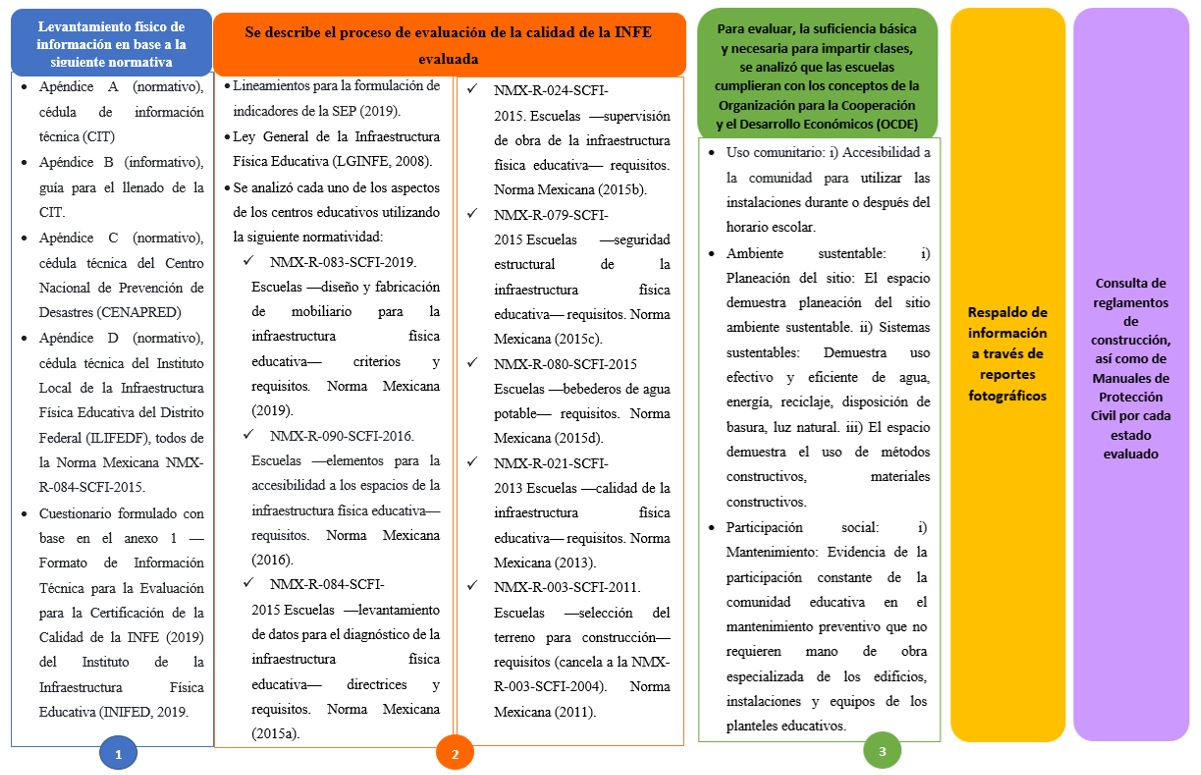 Levantamiento físico de
información en base a la
siguiente normativa
• Apéndice A (normativo),
cédula de información
técnica (CIT)
• Apéndice B (informativo),
guía para el llenado de la
CIT.
• Apéndice C (normativo),
cédula técnica del Centro
Nacional de Prevención de
Desastres (CENAPRED)
• Apéndice D (normativo),
cédula técnica del Instituto
Local de la Infraestructura
Física Educativa del Distrito
Federal (ILIFEDF), todos de
la Norma Mexicana NMX-
R-084-SCFI-2015.
• Cuestionario formulado con
base en el anexo 1 —
Formato de Información
Técnica para la Evaluación
para la Certificación de la
Calidad de la INFE (2019)
del Instituto de la
Infraestructura Física
Educativa (INIFED, 2019.
1
Se describe el proceso de evaluación de la calidad de la INFE
evaluada
• Lineamientos para la formulación de
indicadores de la SEP (2019).
• Ley General de la Infraestructura
Física Educativa (LGINFE, 2008).
• Se analizó cada uno de los aspectos
de los centros educativos utilizando
la siguiente normatividad:
✓ NMX-R-083-SCFI-2019.
Escuelas —diseño y fabricación
de mobiliario para la
infraestructura física
educativa— criterios y
requisitos. Norma Mexicana
(2019).
✓ NMX-R-090-SCFI-2016.
Escuelas —elementos para la
accesibilidad a los espacios de la
infraestructura física educativa—
requisitos. Norma Mexicana
(2016).
✓ NMX-R-084-SCFI-
2015 Escuelas —levantamiento
de datos para el diagnóstico de la
infraestructura física
educativa— directrices y
requisitos. Norma Mexicana
(2015a).
✓ NMX-R-024-SCFI-
2015. Escuelas —supervisión
de obra de la infraestructura
física educativa— requisitos.
Norma Mexicana (2015b).
✓ NMX-R-079-SCFI-
2015 Escuelas —seguridad
estructural de la
infraestructura física
educativa— requisitos. Norma
Mexicana (2015c).
✓ NMX-R-080-SCFI-2015
Escuelas —bebederos de agua
potable— requisitos. Norma
Mexicana (2015d).
✓ NMX-R-021-SCFI-
2013 Escuelas —calidad de la
infraestructura física
educativa— requisitos. Norma
Mexicana (2013).
✓ NMX-R-003-SCFI-2011.
Escuelas —selección del
terreno para construcción—
requisitos (cancela a la NMX-
R-003-SCFI-2004). Norma
Mexicana (2011).
2
Para evaluar, la suficiencia básica
y necesaria para impartir clases,
se analizó que las escuelas
cumplieran con los conceptos de la
Organización para la Cooperación
y el Desarrollo Económicos (OCDE)
• Uso comunitario: i) Accesibilidad a
la comunidad para utilizar las
instalaciones durante o después del
horario escolar.
• Ambiente sustentable: i)
Planeación del sitio: El espacio
demuestra planeación del sitio
ambiente sustentable. ii) Sistemas
sustentables: Demuestra uso
efectivo y eficiente de agua,
energía, reciclaje, disposición de
basura, luz natural. iii) El espacio
demuestra el uso de métodos
constructivos, materiales
constructivos.
• Participación social: i)
Mantenimiento: Evidencia de la
participación constante de la
comunidad educativa en el
mantenimiento preventivo que no
requieren mano de obra
especializada de los edificios,
instalaciones y equipos de los
planteles educativos.
3
Respaldo de
información
a través de
reportes
fotográficos
Consulta de
reglamentos
de
construcción,
así como de
Manuales de
Protección
Civil por cada
estado
evaluado